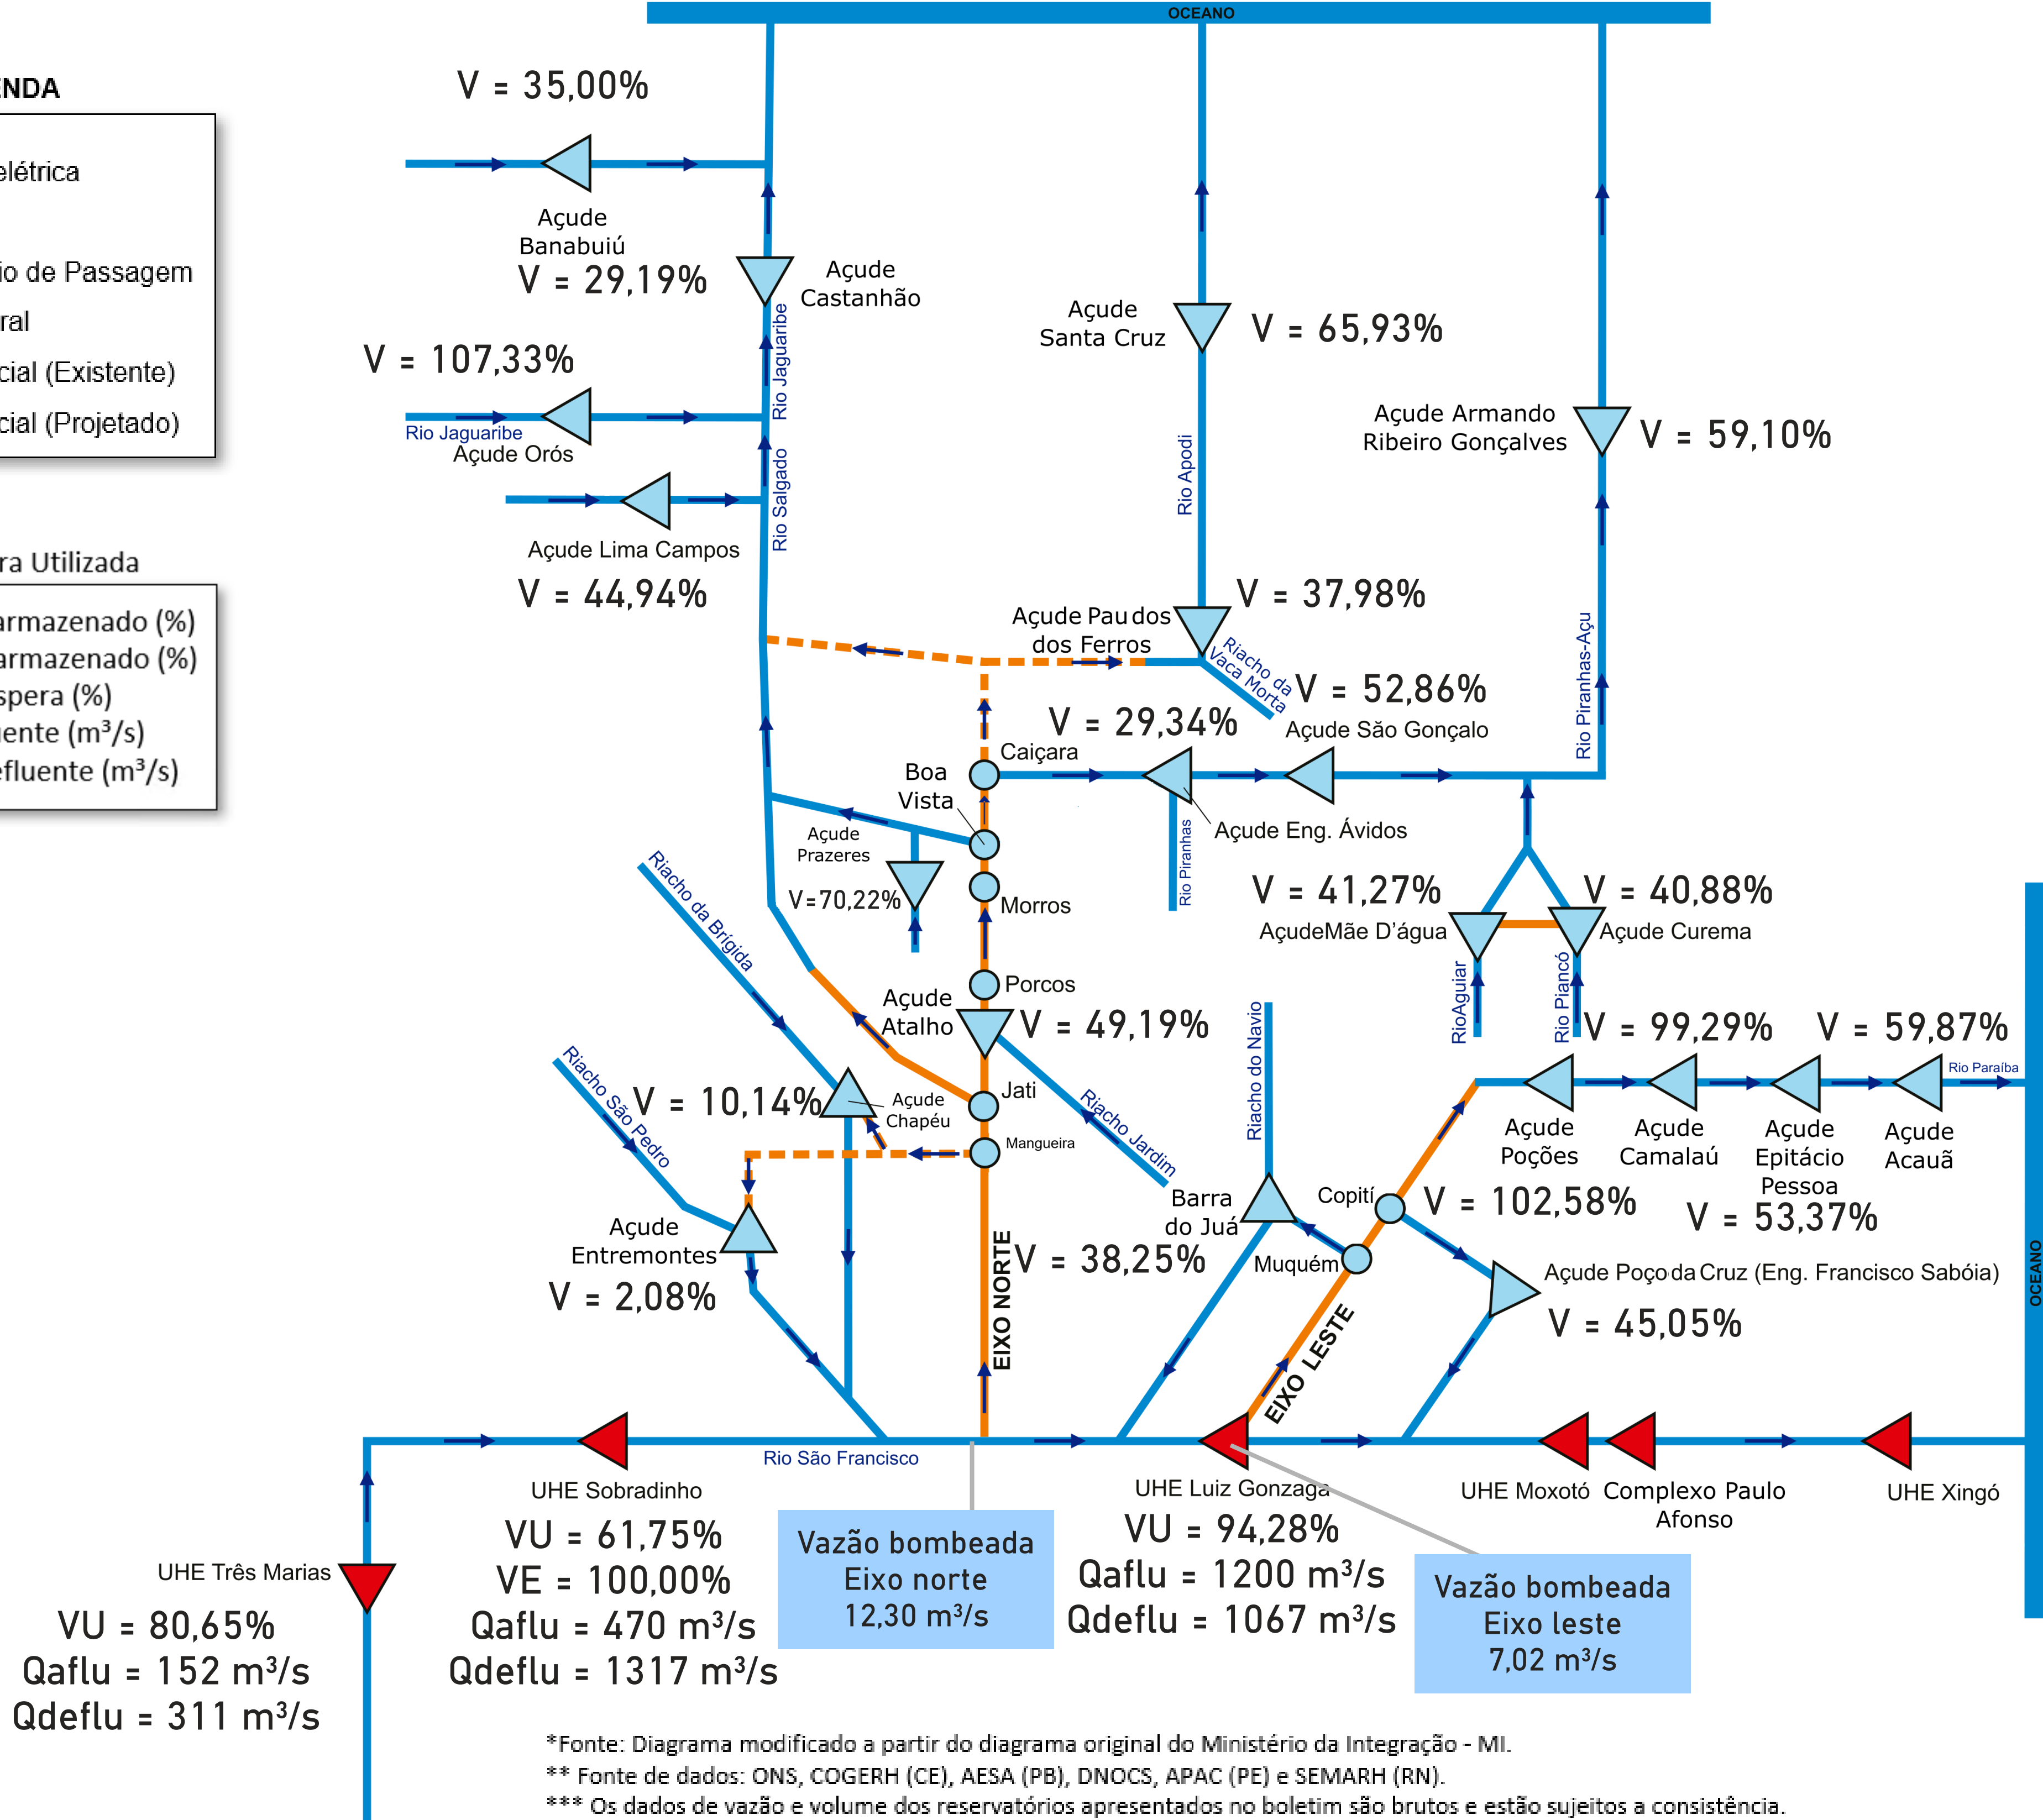 OCEANO
ENDA
elétrica
io de Passagem
ral
cial (Existente)
cial (Projetado)
ra Utilizada
armazenado (%)
armazenado (%)
spera (%)
uente (m³/s)
efluente (m³/s)
V = 35,00%
Açude
Banabuiú
V = 29,19%
Açude
Castanhão
Rio Jaguaribe
V = 107,33%
Rio Jaguaribe
Açude Orós
Rio Salgado
Açude Lima Campos
V = 44,94%
Açude
Santa Cruz
V = 65,93%
Rio Apodi
Açude Armando
Ribeiro Gonçalves
V = 59,10%
Rio Piranhas-Açu
Açude Pau dos
dos Ferros
V = 37,98%
Riacho da
Vaca Morta
V = 52,86%
Açude São Gonçalo
V = 29,34%
Caiçara
Boa
Vista
Açude Eng. Ávidos
Rio Piranhas
Açude
Prazeres
V=70,22%
Morros
V = 41,27%
AçudeMãe D'água
V = 40,88%
Açude Curema
RioAguiar
Rio Piancó
Riacho da Brígida
Porcos
Açude
Atalho
V = 49,19%
Riacho São Pedro
V = 10,14%
Açude
Chapéu
Jati
Mangueira
Riacho Jardim
Riacho do Navio
V = 99,29%
V = 59,87%
Rio Paraíba
Açude
Poções
Açude
Camalaú
Açude
Epitácio
Pessoa
Açude
Acauã
V = 102,58%
V = 53,37%
Barra
do Juá
Copití
Muquém
V = 38,25%
Açude
Entremontes
V = 2,08%
EIXO NORTE
EIXO LESTE
Açude Poço da Cruz (Eng. Francisco Sabóia)
V = 45,05%
OCEANO
Rio São Francisco
UHE Sobradinho
VU = 61,75%
VE = 100,00%
Qaflu = 470 m³/s
Qdeflu = 1317 m³/s
Vazão bombeada
Eixo norte
12,30 m³/s
UHE Luiz Gonzaga
VU = 94,28%
Qaflu = 1200 m³/s
Qdeflu = 1067 m³/s
Vazão bombeada
Eixo leste
7,02 m³/s
UHE Moxotó
Complexo Paulo
Afonso
UHE Xingó
UHE Três Marias
VU = 80,65%
Qaflu = 152 m³/s
Qdeflu = 311 m³/s
*Fonte: Diagrama modificado a partir do diagrama original do Ministério da Integração - MI.
** Fonte de dados: ONS, COGERH (CE), AESA (PB), DNOCS, APAC (PE) e SEMARH (RN).
*** Os dados de vazão e volume dos reservatórios apresentados no boletim são brutos e estão sujeitos a consistência.